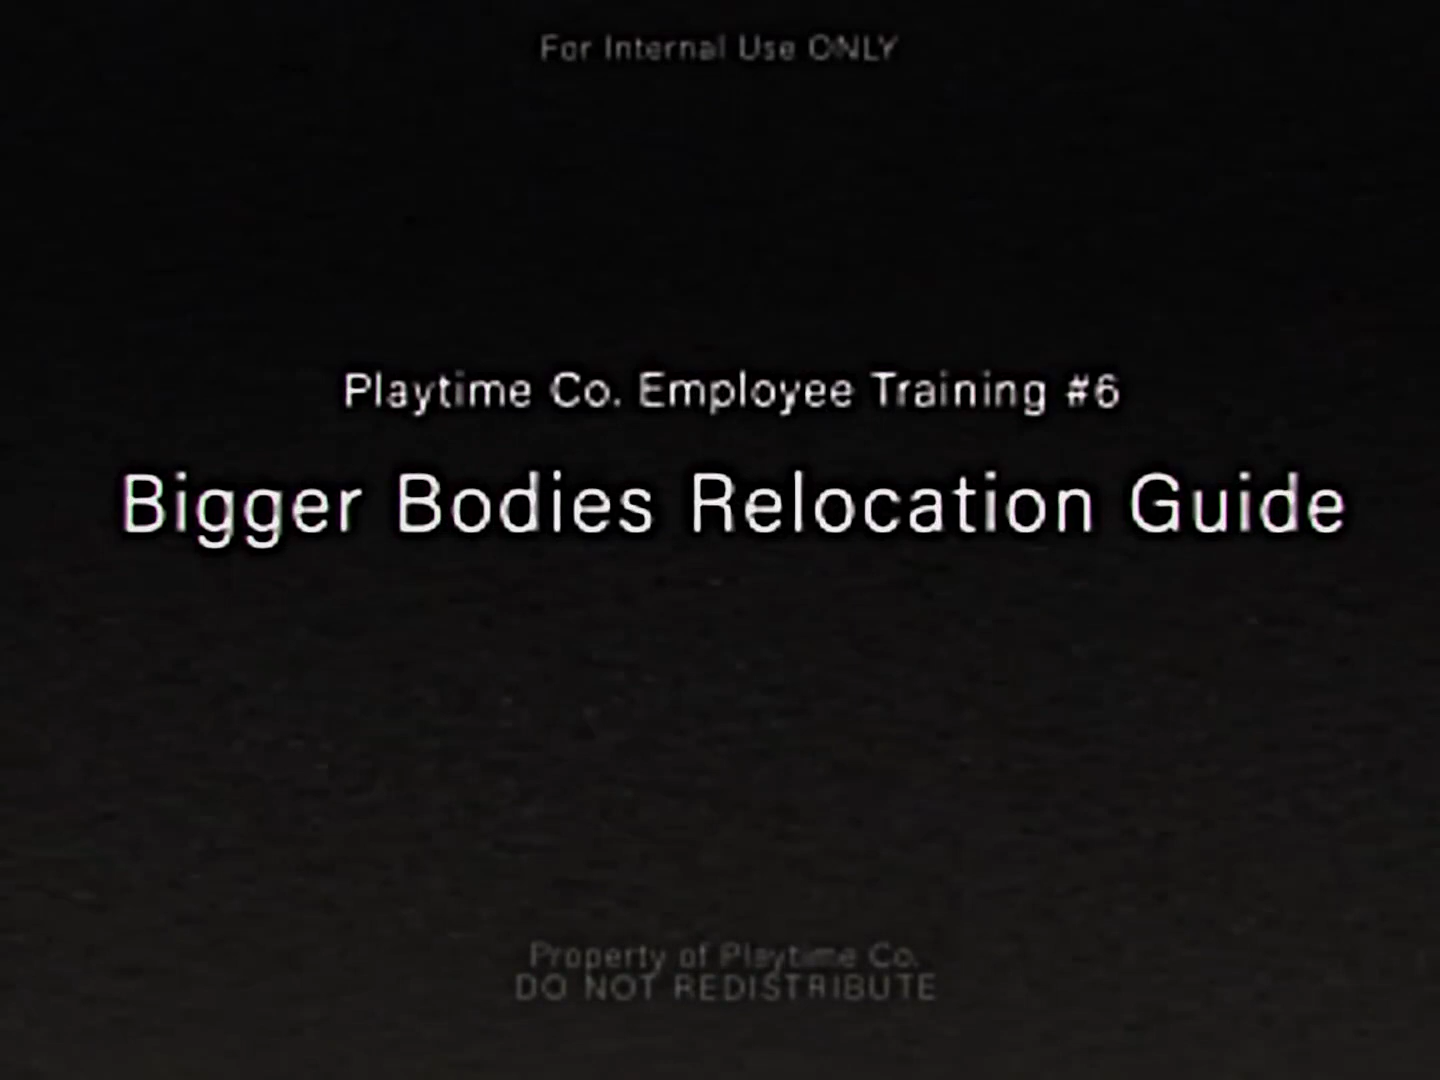 For Internal Use ONLY
Playtime Co. Employee Training #6
Bigger Bodies Relocation Guide
Property of Playtime Co.
DO NOT REDISTRIBUTE